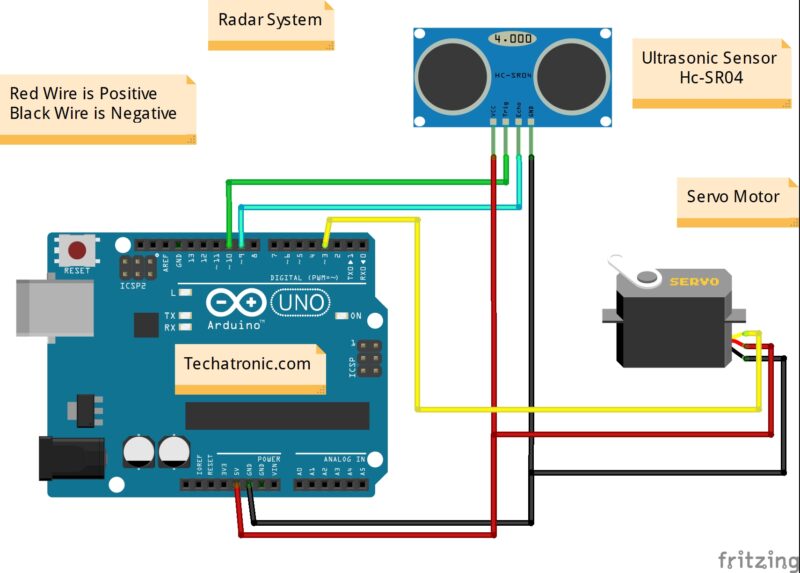 Radar System
Red Wire is Positive
Black Wire is Negative
4.000
HC-SR04
VCC
Trig
Echo
GND
Ultrasonic Sensor
Hc-SR04
Servo Motor
SERVO
RESET
ICSP2
AREF
GND
13
12
~11
~10
~9
8
7
~6
~5
4
~3
2
TX0▶1
RX0◀0
DIGITAL (PWM=~)
L
TX
RX
UNO
ON
Arduino™
1
ICSP
Techatronic.com
POWER
ANALOG IN
IOREF
RESET
3V3
5V
GND
GND
VIN
A0
A1
A2
A3
A4
A5
fritzing